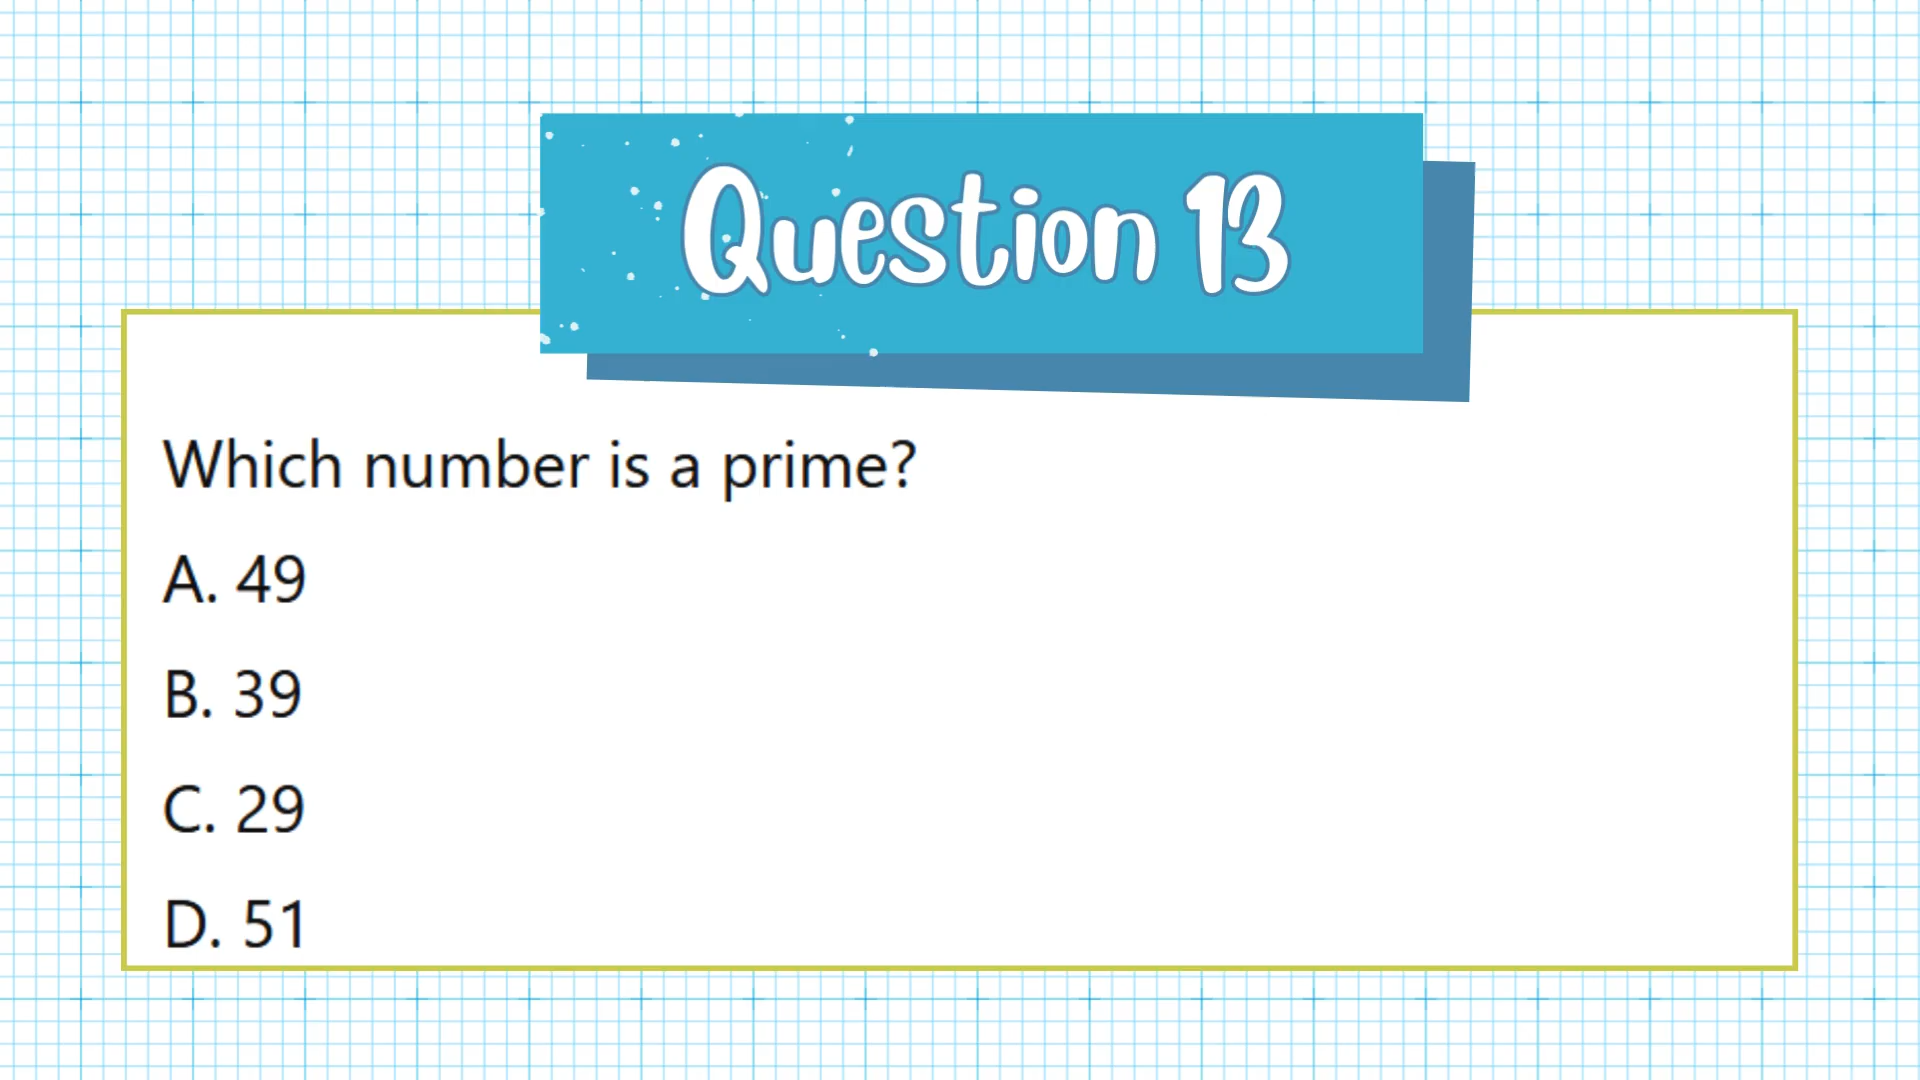 Question 13
Which number is a prime?
A. 49
B. 39
C. 29
D. 51